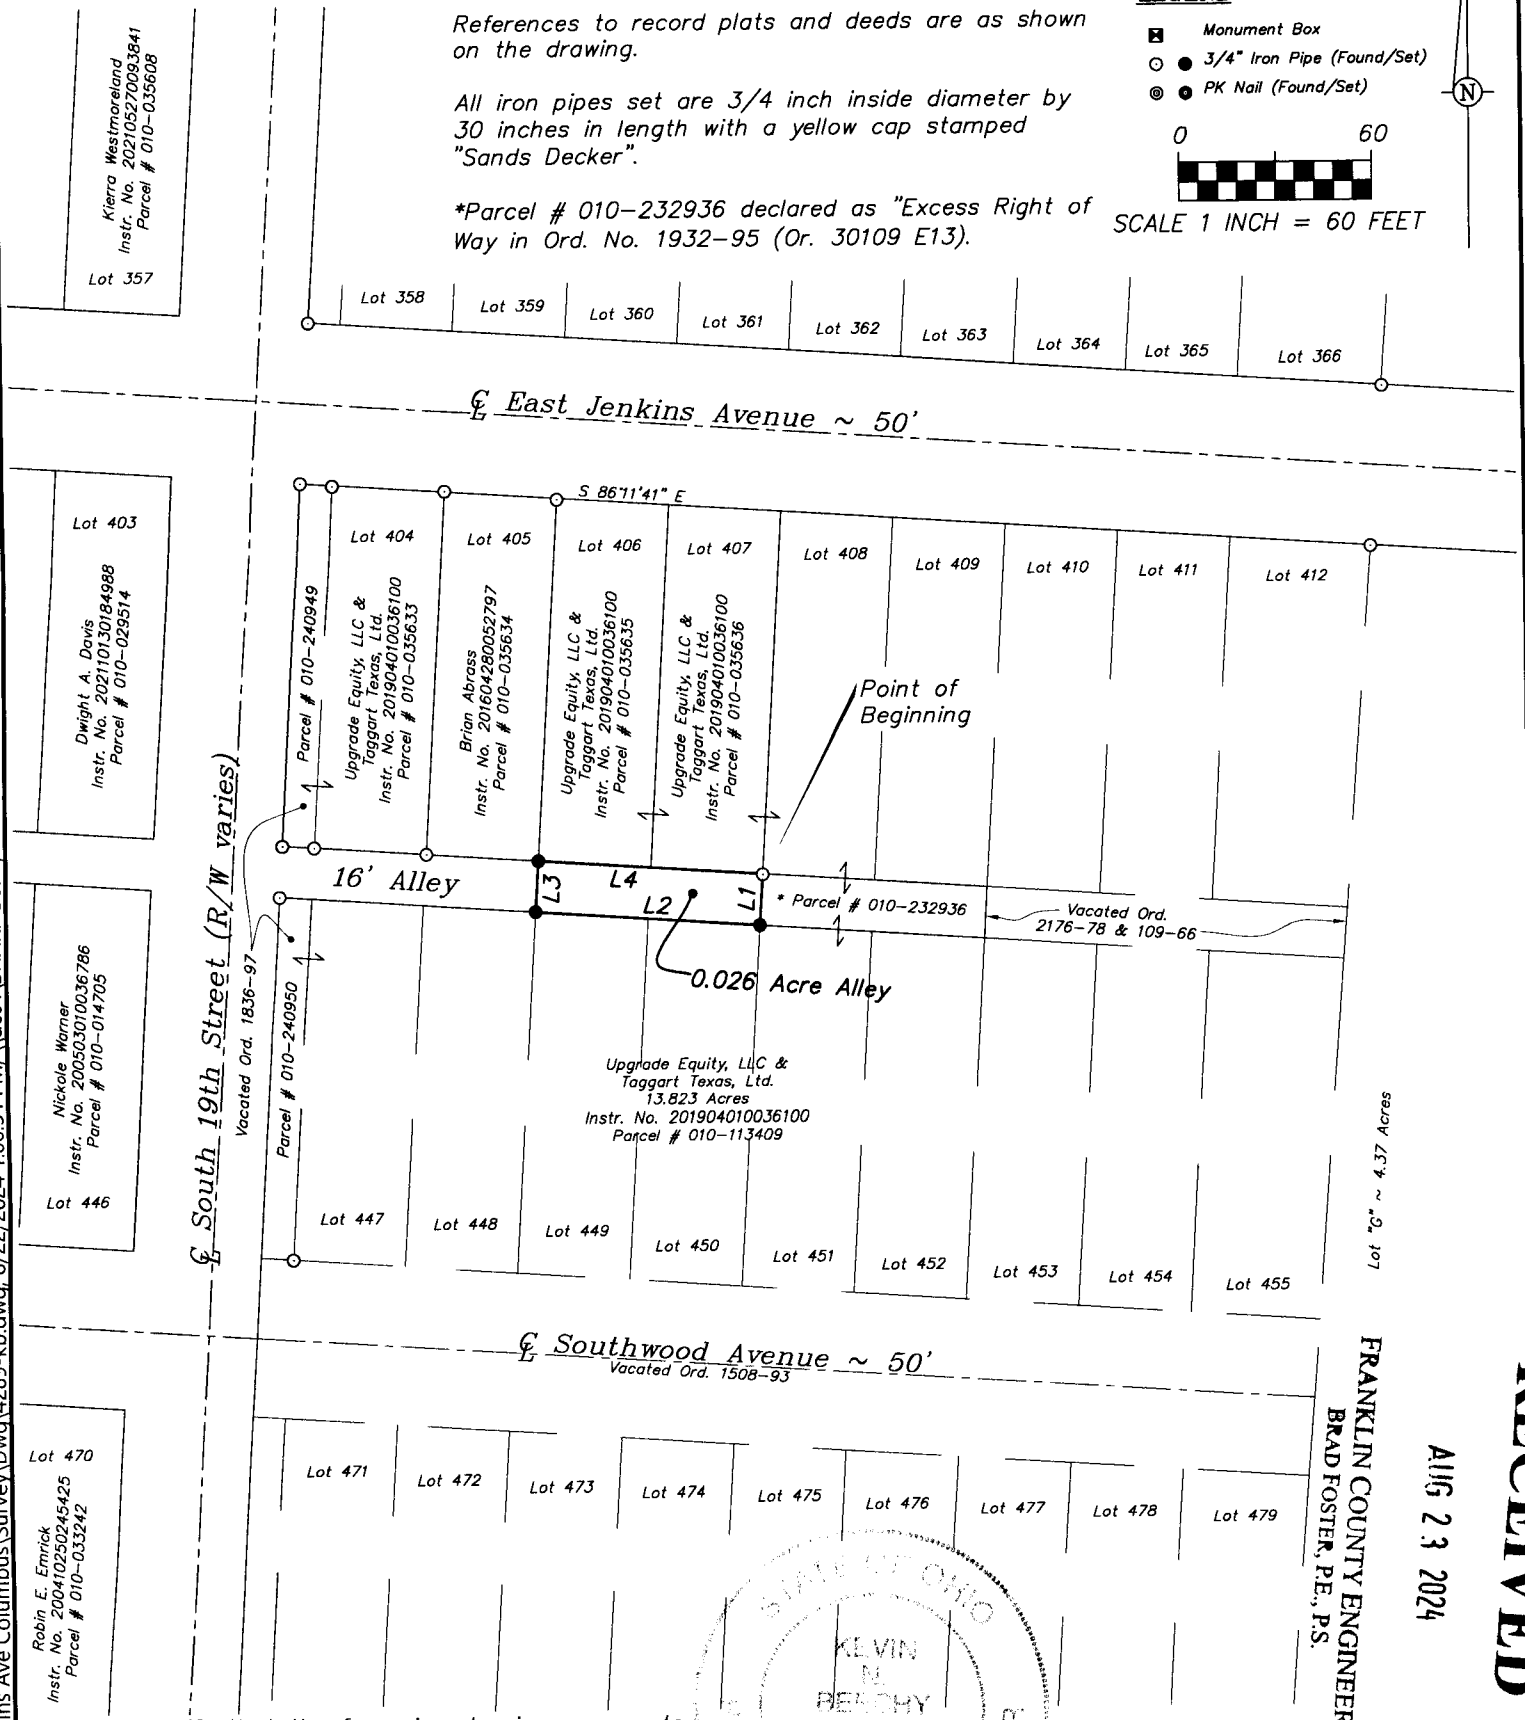 References to record plats and deeds are as shown
on the drawing.
All iron pipes set are 3/4 inch inside diameter by
30 inches in length with a yellow cap stamped
"Sands Decker".
*Parcel # 010-232936 declared as "Excess Right of
Way in Ord. No. 1932-95 (Or. 30109 E13).
Monument Box
3/4" Iron Pipe (Found/Set)
PK Nail (Found/Set)
N
0 60
SCALE 1 INCH = 60 FEET
Kierra Westmoreland
Instr. No. 202105270093841
Parcel # 010-035608
Lot 357
Lot 358
Lot 359
Lot 360
Lot 361
Lot 362
Lot 363
Lot 364
Lot 365
Lot 366
℄ East Jenkins Avenue ~ 50'
S 86°11'41" E
Lot 403
Dwight A. Davis
Instr. No. 202110130184988
Parcel # 010-029514
Parcel # 010-240949
Lot 404
Upgrade Equity, LLC &
Taggart Texas, Ltd.
Instr. No. 201904010036100
Parcel # 010-035633
Lot 405
Brian Abrass
Instr. No. 201604280052797
Parcel # 010-035634
Lot 406
Upgrade Equity, LLC &
Taggart Texas, Ltd.
Instr. No. 201904010036100
Parcel # 010-035635
Lot 407
Upgrade Equity, LLC &
Taggart Texas, Ltd.
Instr. No. 201904010036100
Parcel # 010-035636
Lot 408
Lot 409
Lot 410
Lot 411
Lot 412
Point of
Beginning
16' Alley
L3
L4
L2
L1
* Parcel # 010-232936
Vacated Ord.
2176-78 & 109-66
0.026 Acre Alley
℄ South 19th Street (R/W varies)
Vacated Ord. 1836-97
Parcel # 010-240950
Nickole Warner
Instr. No. 200503010036786
Parcel # 010-014705
Lot 446
Upgrade Equity, LLC &
Taggart Texas, Ltd.
13.823 Acres
Instr. No. 201904010036100
Parcel # 010-113409
Lot "G" ~ 4.37 Acres
Lot 447
Lot 448
Lot 449
Lot 450
Lot 451
Lot 452
Lot 453
Lot 454
Lot 455
℄ Southwood Avenue ~ 50'
Vacated Ord. 1508-93
Lot 470
Robin E. Emrick
Instr. No. 200410250245425
Parcel # 010-033242
Lot 471
Lot 472
Lot 473
Lot 474
Lot 475
Lot 476
Lot 477
Lot 478
Lot 479
STATE OF OHIO
KEVIN
N.
BEACHY
RECEIVED
AUG 23 2024
FRANKLIN COUNTY ENGINEER
BRAD FOSTER, P.E., P.S.